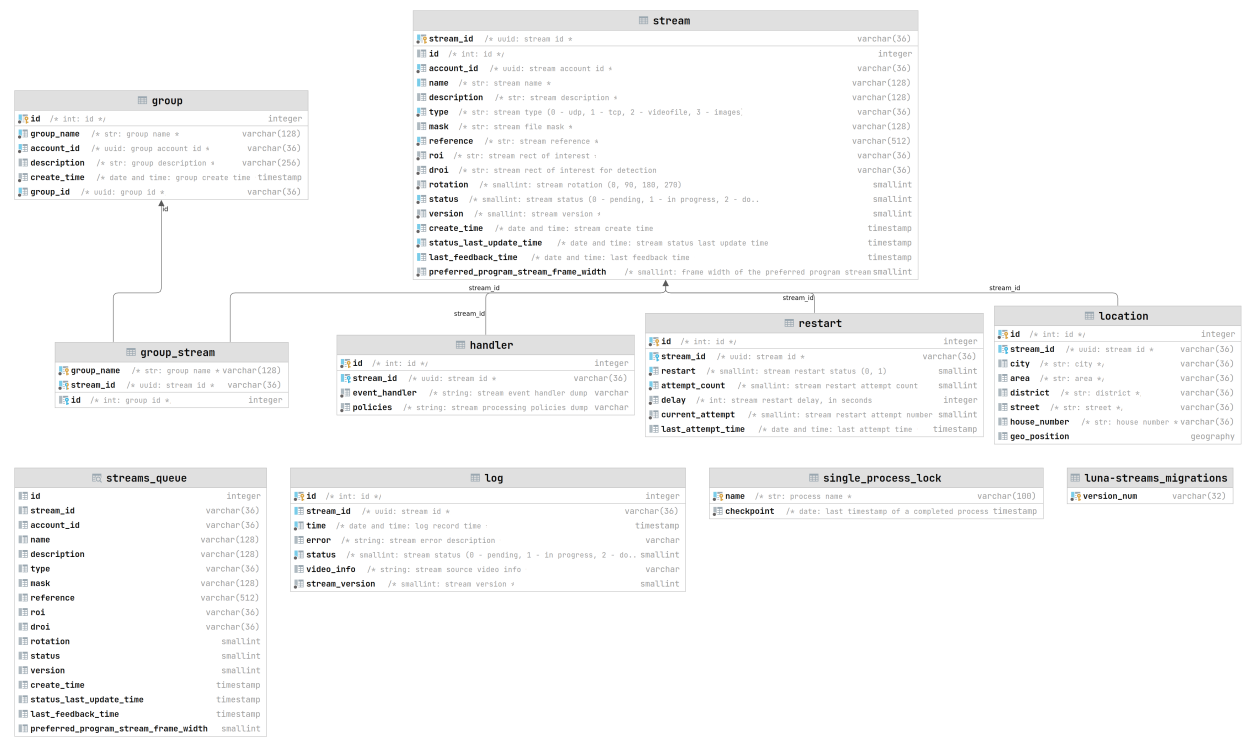 stream
stream_id /* uuid: stream id * varchar(36)
id /* int: id */ integer
account_id /* uuid: stream account id * varchar(36)
name /* str: stream name * varchar(128)
description /* str: stream description * varchar(128)
type /* str: stream type (0 - udp, 1 - tcp, 2 - videofile, 3 - images varchar(36)
mask /* str: stream file mask * varchar(128)
reference /* str: stream reference * varchar(512)
roi /* str: stream rect of interest varchar(36)
droi /* str: stream rect of interest for detection varchar(36)
rotation /* smallint: stream rotation (0, 90, 180, 270) smallint
status /* smallint: stream status (0 - pending, 1 - in progress, 2 - do.. smallint
version /* smallint: stream version * smallint
create_time /* date and time: stream create time timestamp
status_last_update_time /* date and time: stream status last update time timestamp
last_feedback_time /* date and time: last feedback time timestamp
preferred_program_stream_frame_width /* smallint: frame width of the preferred program stream smallint
group
id /* int: id */ integer
group_name /* str: group name * varchar(128)
account_id /* uuid: group account id * varchar(36)
description /* str: group description * varchar(256)
create_time /* date and time: group create time timestamp
group_id /* uuid: group id * varchar(36)
id
stream_id
stream_id
stream_id
stream_id
group_stream
group_name /* str: group name * varchar(128)
stream_id /* uuid: stream id * varchar(36)
id /* int: group id * integer
handler
id /* int: id */ integer
stream_id /* uuid: stream id * varchar(36)
event_handler /* string: stream event handler dump varchar
policies /* string: stream processing policies dump varchar
restart
id /* int: id */ integer
stream_id /* uuid: stream id * varchar(36)
restart /* smallint: stream restart status (0, 1) smallint
attempt_count /* smallint: stream restart attempt count smallint
delay /* int: stream restart delay, in seconds integer
current_attempt /* smallint: stream restart attempt number smallint
last_attempt_time /* date and time: last attempt time timestamp
location
id /* int: id */ integer
stream_id /* uuid: stream id * varchar(36)
city /* str: city */ varchar(36)
area /* str: area */ varchar(36)
district /* str: district * varchar(36)
street /* str: street * varchar(36)
house_number /* str: house number * varchar(36)
geo_position geography
streams_queue
id integer
stream_id varchar(36)
account_id varchar(36)
name varchar(128)
description varchar(128)
type varchar(36)
mask varchar(128)
reference varchar(512)
roi varchar(36)
droi varchar(36)
rotation smallint
status smallint
version smallint
create_time timestamp
status_last_update_time timestamp
last_feedback_time timestamp
preferred_program_stream_frame_width smallint
log
id /* int: id */ integer
stream_id /* uuid: stream id * varchar(36)
time /* date and time: log record time timestamp
error /* string: stream error description varchar
status /* smallint: stream status (0 - pending, 1 - in progress, 2 - do.. smallint
video_info /* string: stream source video info varchar
stream_version /* smallint: stream version * smallint
single_process_lock
name /* str: process name * varchar(100)
checkpoint /* date: last timestamp of a completed process timestamp
luna-streams_migrations
version_num varchar(32)